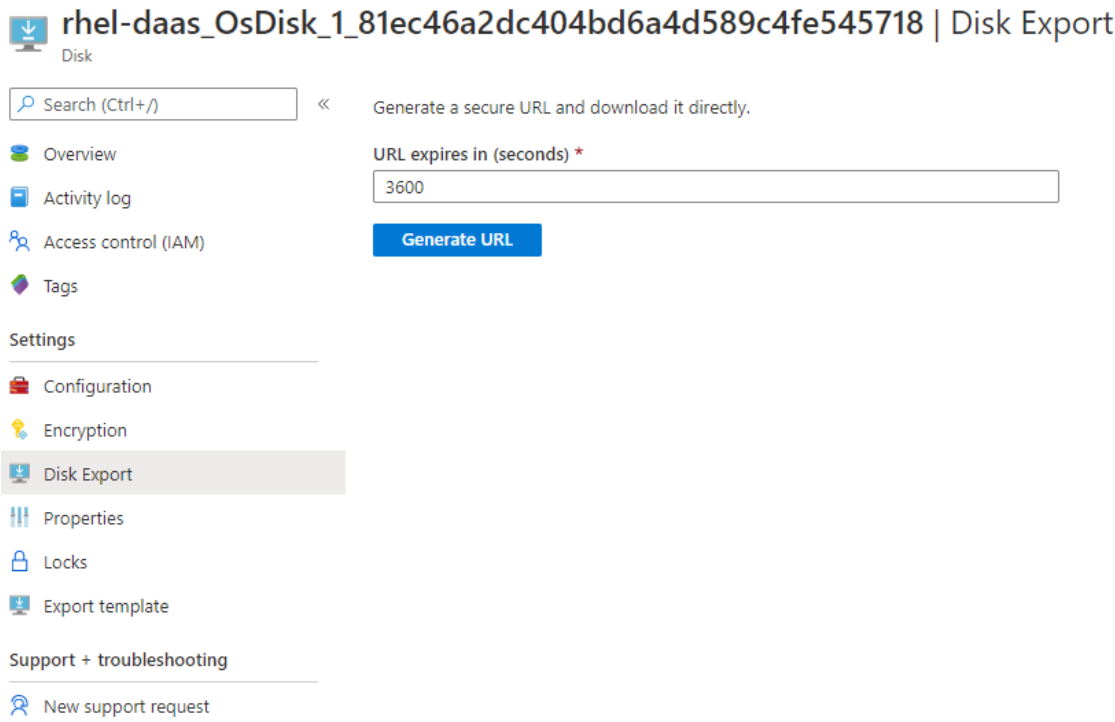 rhel-daas_OsDisk_1_81ec46a2dc404bd6a4d589c4fe545718 | Disk Export
Disk
Search (Ctrl+/)
«
Overview
Activity log
Access control (IAM)
Tags
Settings
Configuration
Encryption
Disk Export
Properties
Locks
Export template
Support + troubleshooting
New support request
Generate a secure URL and download it directly.
URL expires in (seconds) *
3600
Generate URL